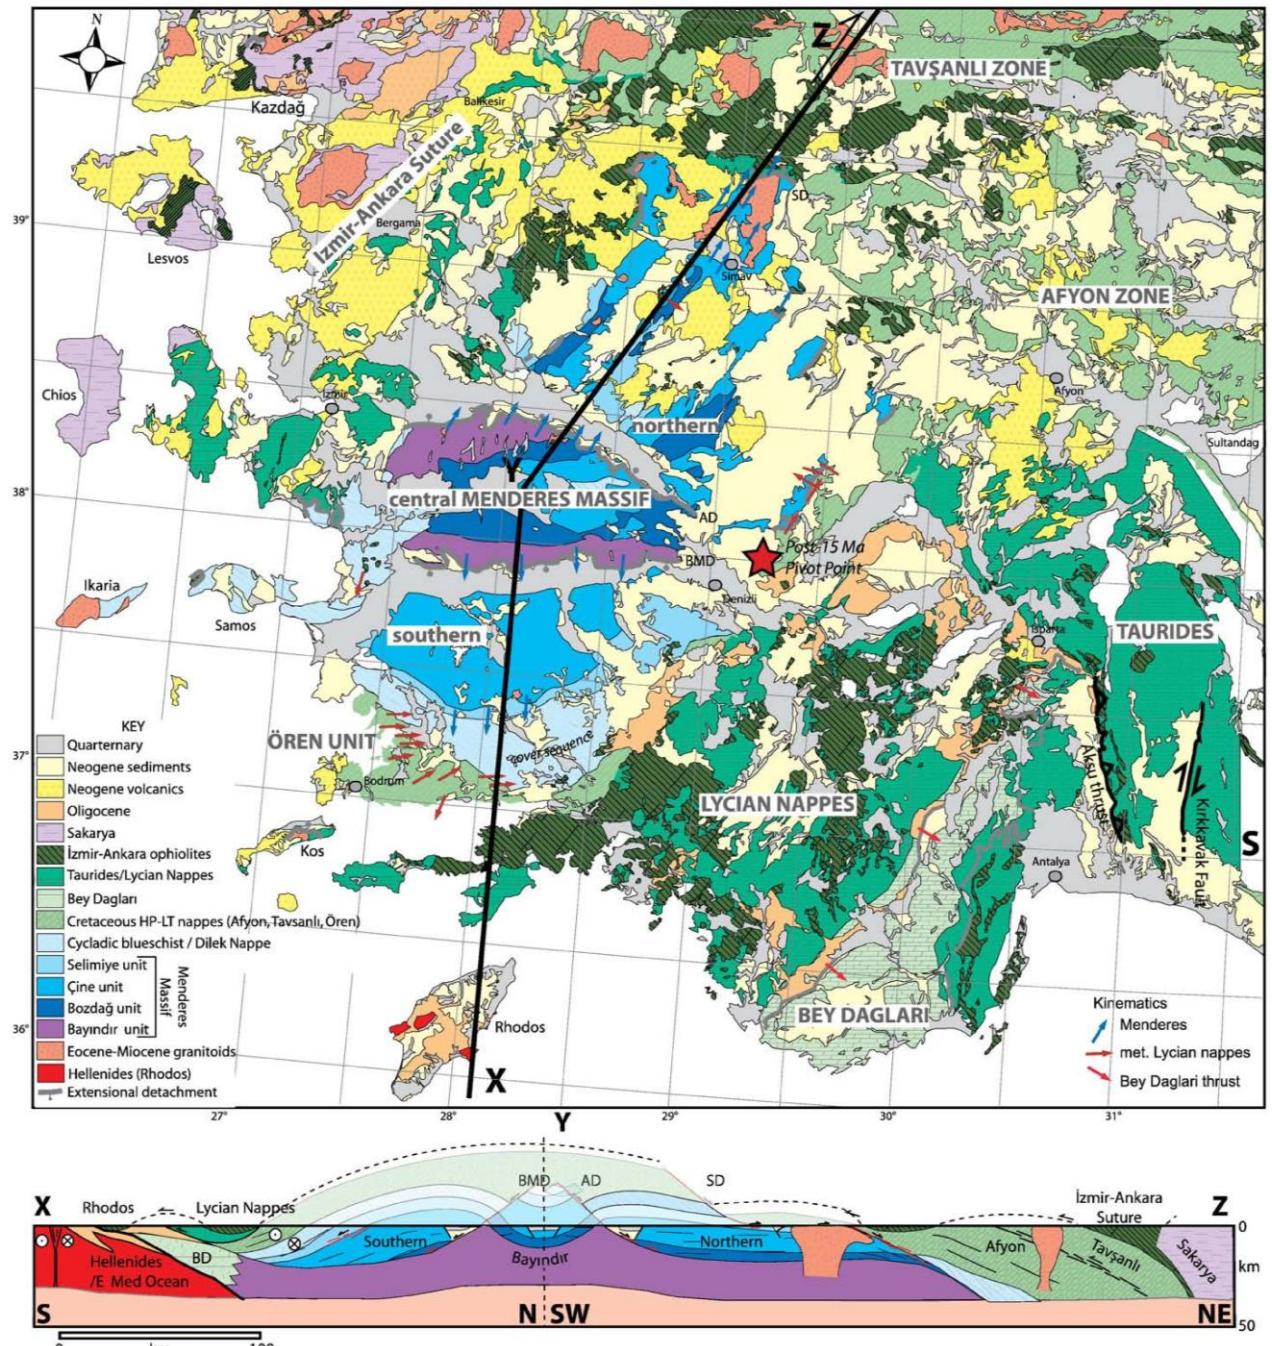 N
Z
TAVŞANLI ZONE
Kazdağ
Balıkesir
İzmir-Ankara Suture
39°
Bergama
SD
Lesvos
Simav
AFYON ZONE
Chios
İzmir
Afyon
northern
Sultandag
Y
38°
central MENDERES MASSIF
AD
Post-15 Ma
Pivot Point
BMD
Ikaria
Denizli
Samos
southern
Isparta
TAURIDES
ÖREN UNIT
cover sequence
37°
Bodrum
LYCIAN NAPPES
Aksu thrust
Kırkkavak Fault
S
Kos
Antalya
36°
Rhodos
BEY DAGLARI
X
KEY
Quarternary
Neogene sediments
Neogene volcanics
Oligocene
Sakarya
İzmir-Ankara ophiolites
Taurides/Lycian Nappes
Bey Dagları
Cretaceous HP-LT nappes (Afyon, Tavsanlı, Ören)
Cycladic blueschist / Dilek Nappe
Selimiye unit
Çine unit
Bozdağ unit
Bayındır unit
Menderes
Massif
Eocene-Miocene granitoids
Hellenides (Rhodos)
Extensional detachment
Kinematics
Menderes
met. Lycian nappes
Bey Daglari thrust
27° 28° 29° 30° 31°
Y
BMD AD SD
X Rhodos Lycian Nappes İzmir-Ankara Suture Z
0
Hellenides
/E Med Ocean
BD
Southern
Bayındır
Northern
Afyon
Tavşanlı
Sakarya
km
S N SW NE
50
0 km 100